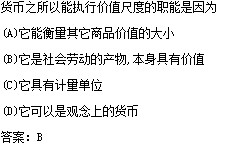 货币之所以能执行价值尺度的职能是因为
(A)它能衡量其它商品价值的大小
(B)它是社会劳动的产物,本身具有价值
(C)它具有计量单位
(D)它可以是观念上的货币
答案：B